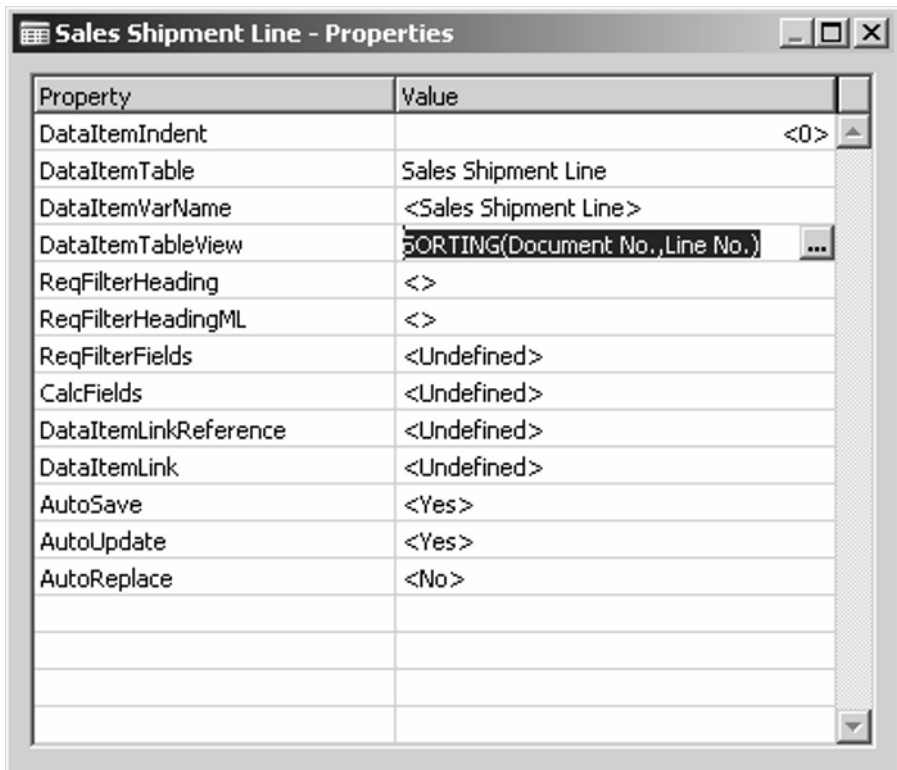 Sales Shipment Line - Properties
Property Value
DataItemIndent <0>
DataItemTable Sales Shipment Line
DataItemVarName <Sales Shipment Line>
DataItemTableView SORTING(Document No.,Line No.) ...
ReqFilterHeading <>
ReqFilterHeadingML <>
ReqFilterFields <Undefined>
CalcFields <Undefined>
DataItemLinkReference <Undefined>
DataItemLink <Undefined>
AutoSave <Yes>
AutoUpdate <Yes>
AutoReplace <No>